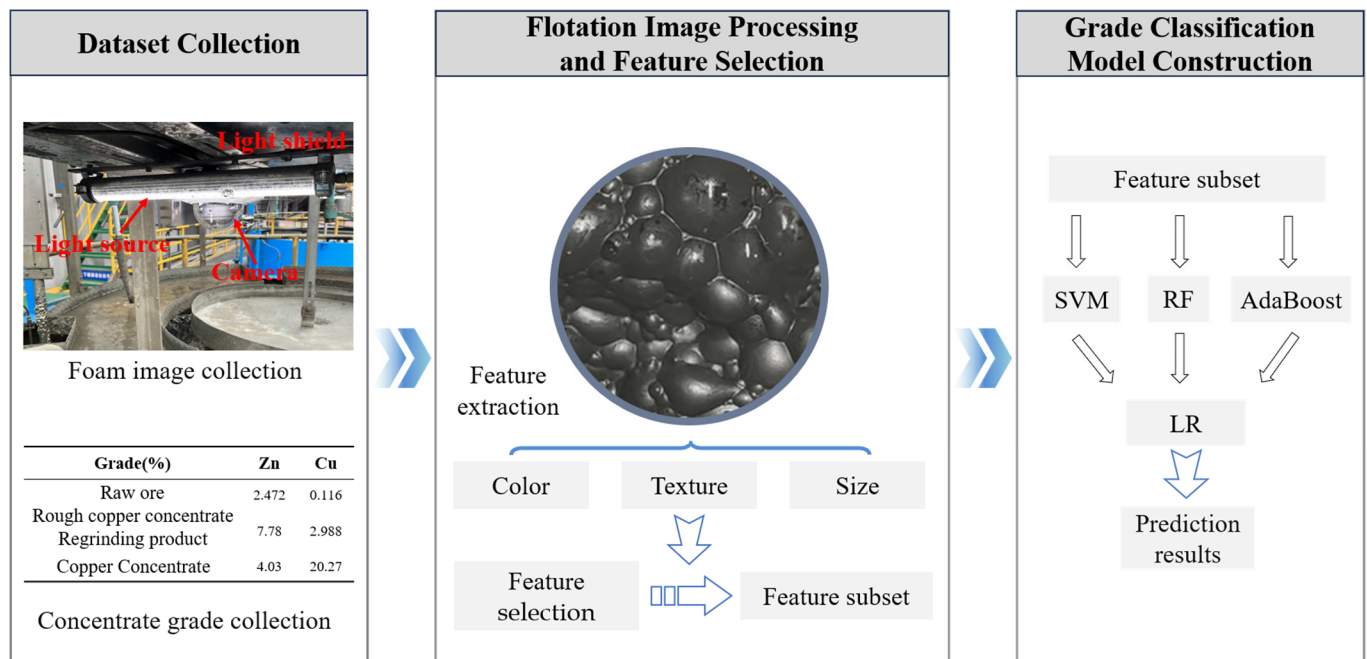 Dataset Collection
Light shield
Light source
Camera
Foam image collection
Grade(%) Zn Cu
Raw ore 2.472 0.116
Rough copper concentrate
Regrinding product 7.78 2.988
Copper Concentrate 4.03 20.27
Concentrate grade collection
Flotation Image Processing
and Feature Selection
Feature
extraction
Color Texture Size
Feature
selection
Feature subset
Grade Classification
Model Construction
Feature subset
SVM RF AdaBoost
LR
Prediction
results